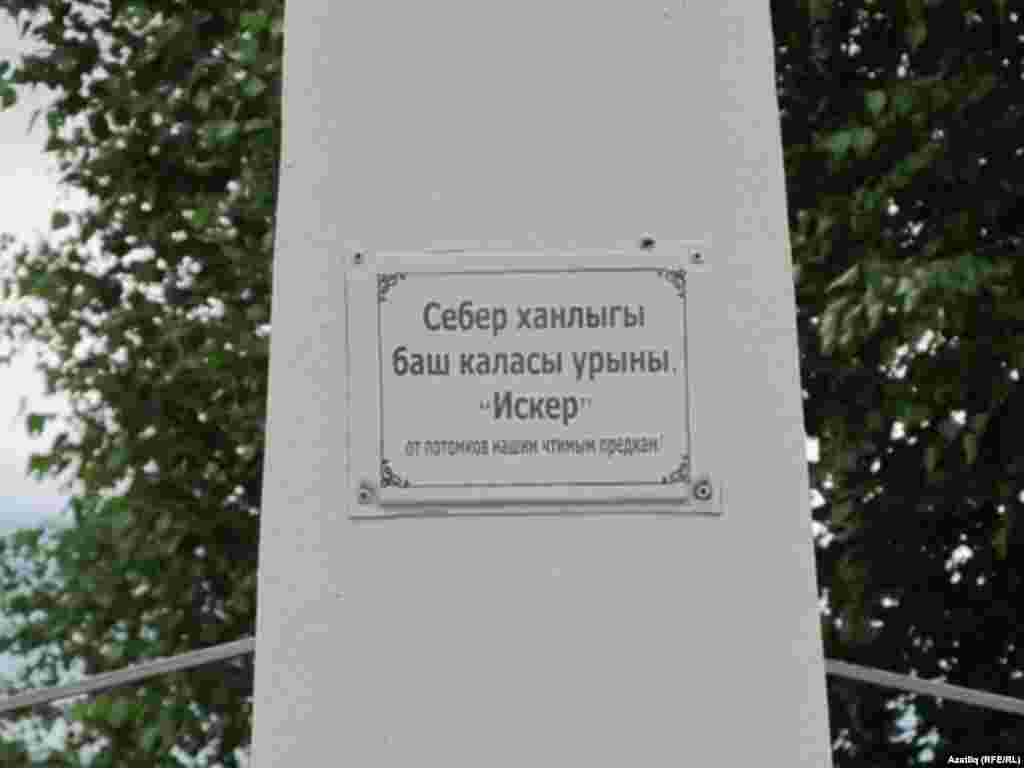 Себер ханлыгы
баш каласы урыны.
"Искер"
от потомков нашим чтимым предкам!
Azatliq (RFE/RL)